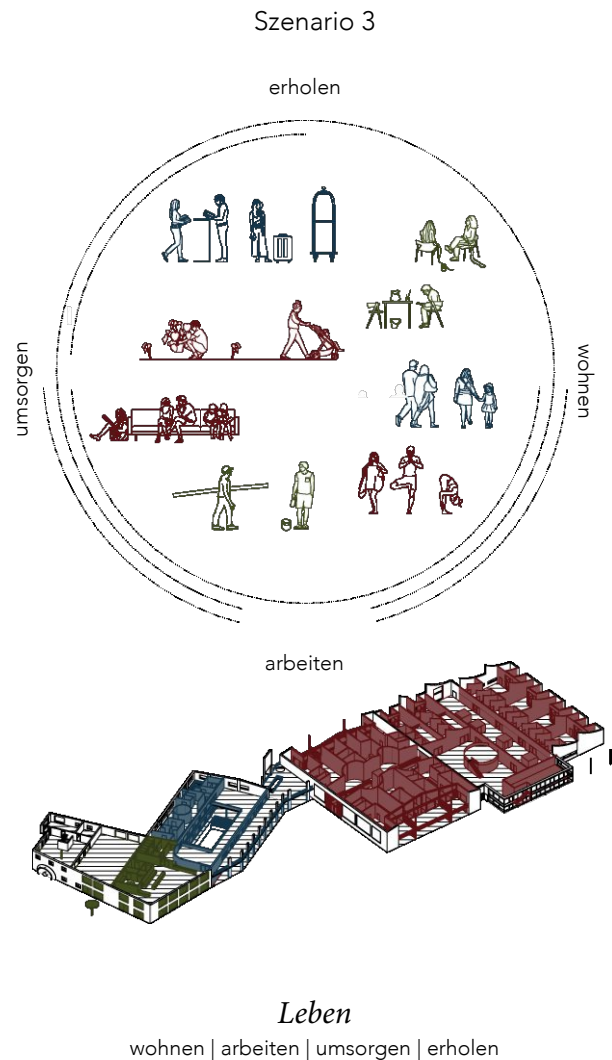 Szenario 3
erholen
umsorgen
wohnen
arbeiten
Leben
wohnen | arbeiten | umsorgen | erholen